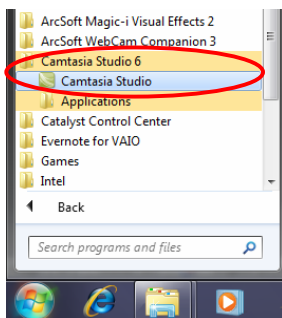 ArcSoft Magic-i Visual Effects 2
ArcSoft WebCam Companion 3
Camtasia Studio 6
Camtasia Studio
Applications
Catalyst Control Center
Evernote for VAIO
Games
Intel
Back
Search programs and files